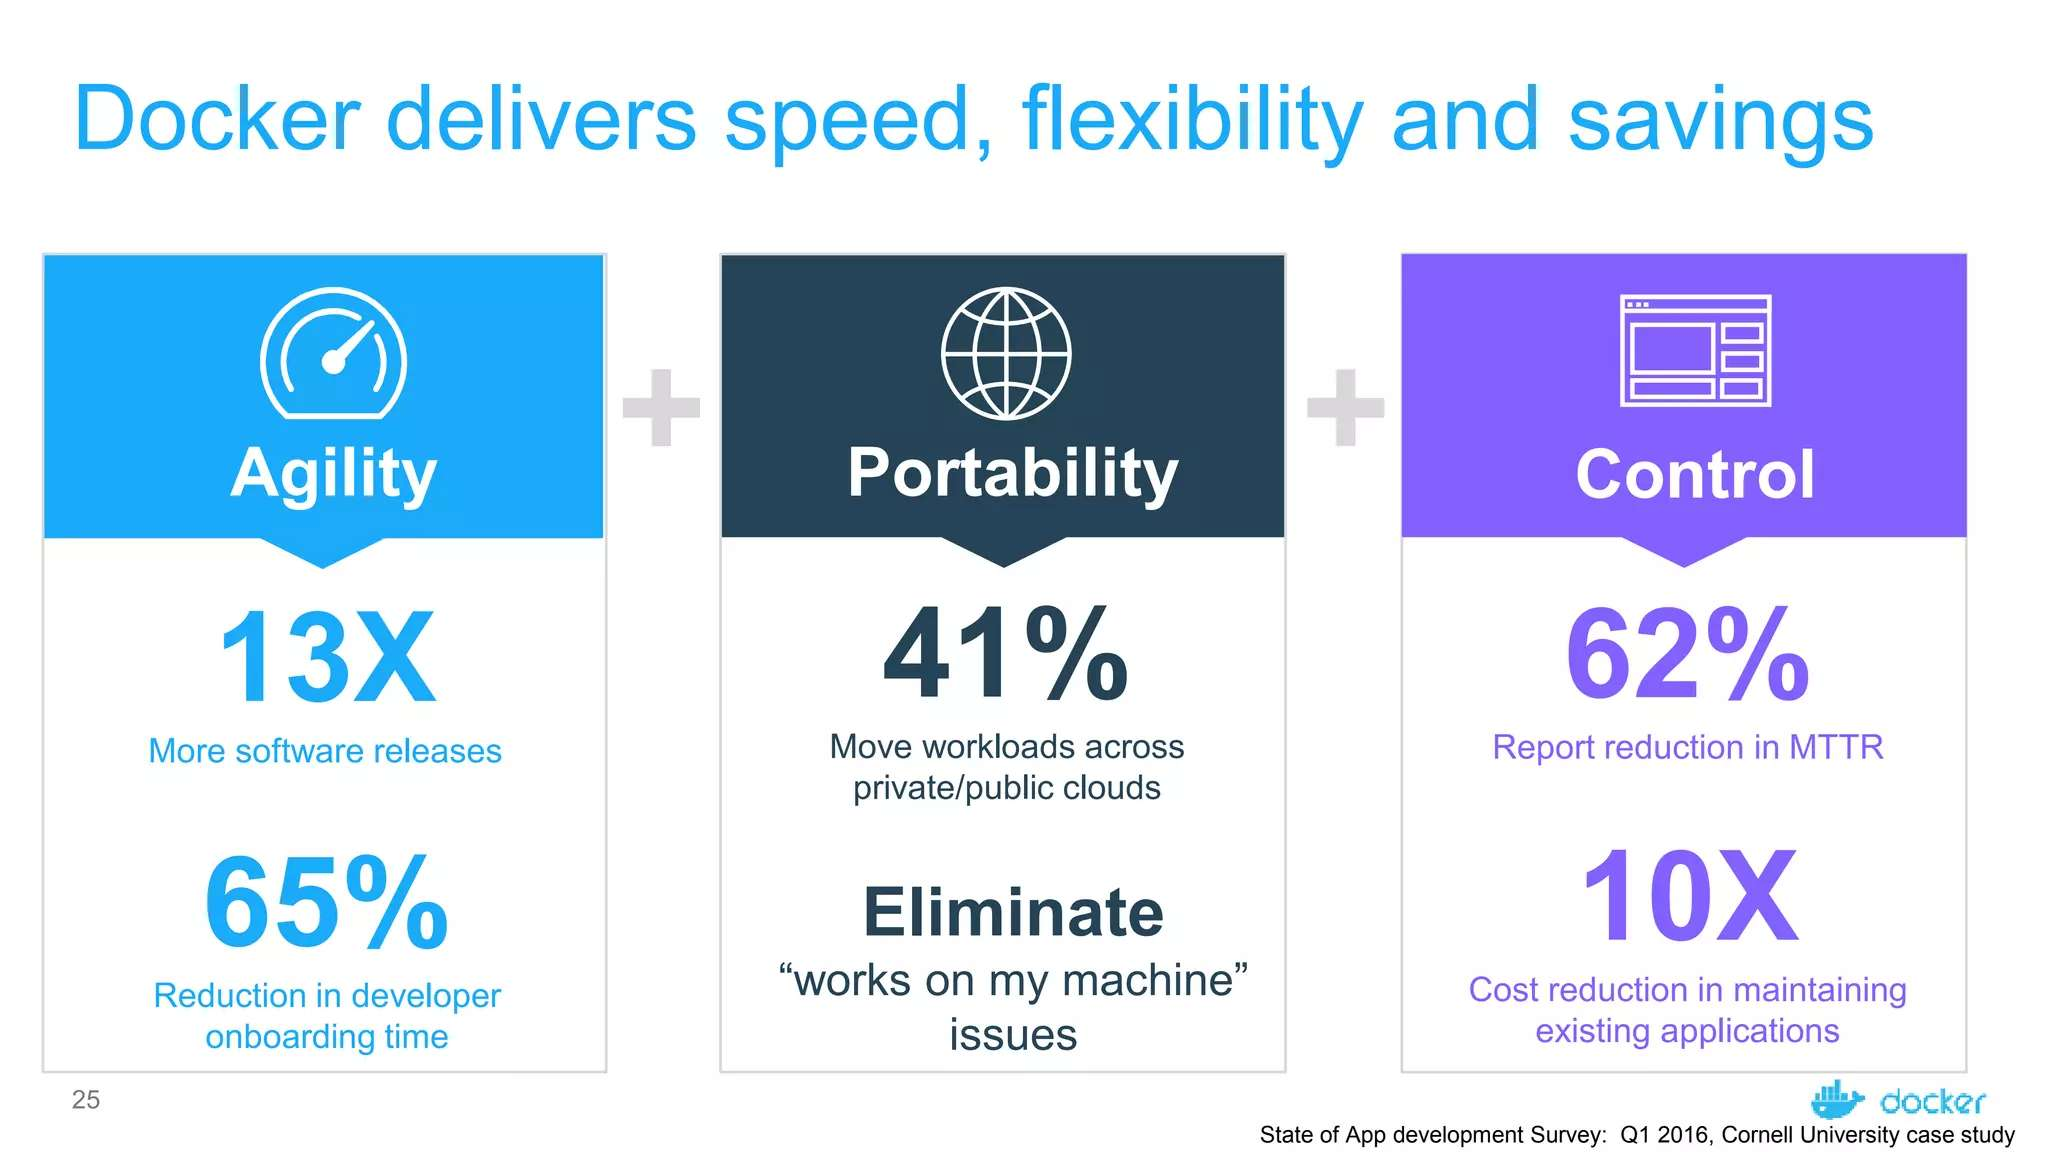 Docker delivers speed, flexibility and savings
Agility
13X
More software releases
65%
Reduction in developer
onboarding time
Portability
41%
Move workloads across
private/public clouds
Eliminate
“works on my machine”
issues
Control
62%
Report reduction in MTTR
10X
Cost reduction in maintaining
existing applications
25
docker
State of App development Survey: Q1 2016, Cornell University case study